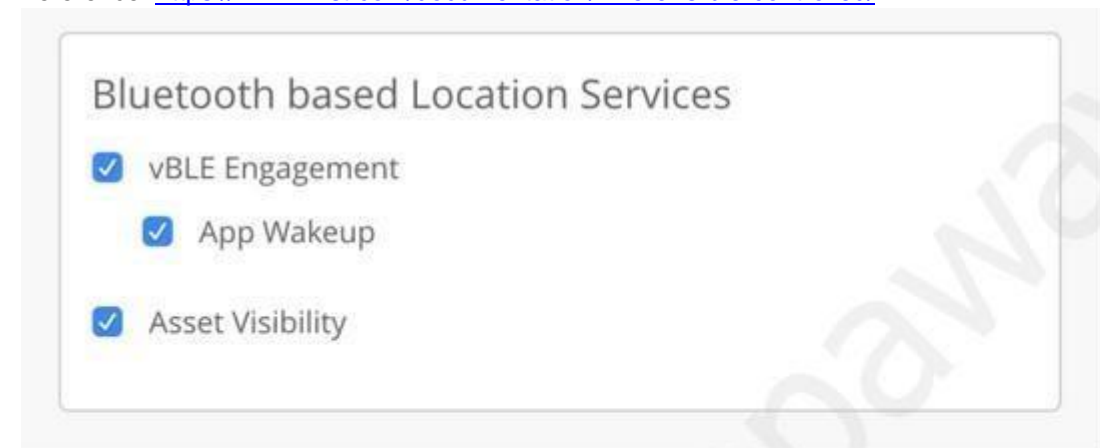 Bluetooth based Location Services
vBLE Engagement
App Wakeup
Asset Visibility